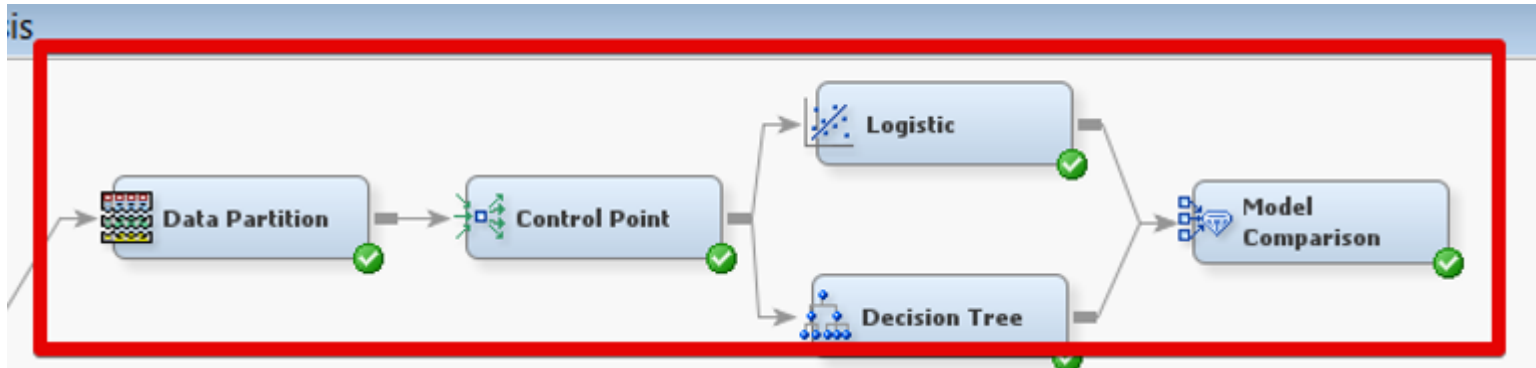 sis
Logistic
Data Partition
Control Point
Model
Comparison
Decision Tree